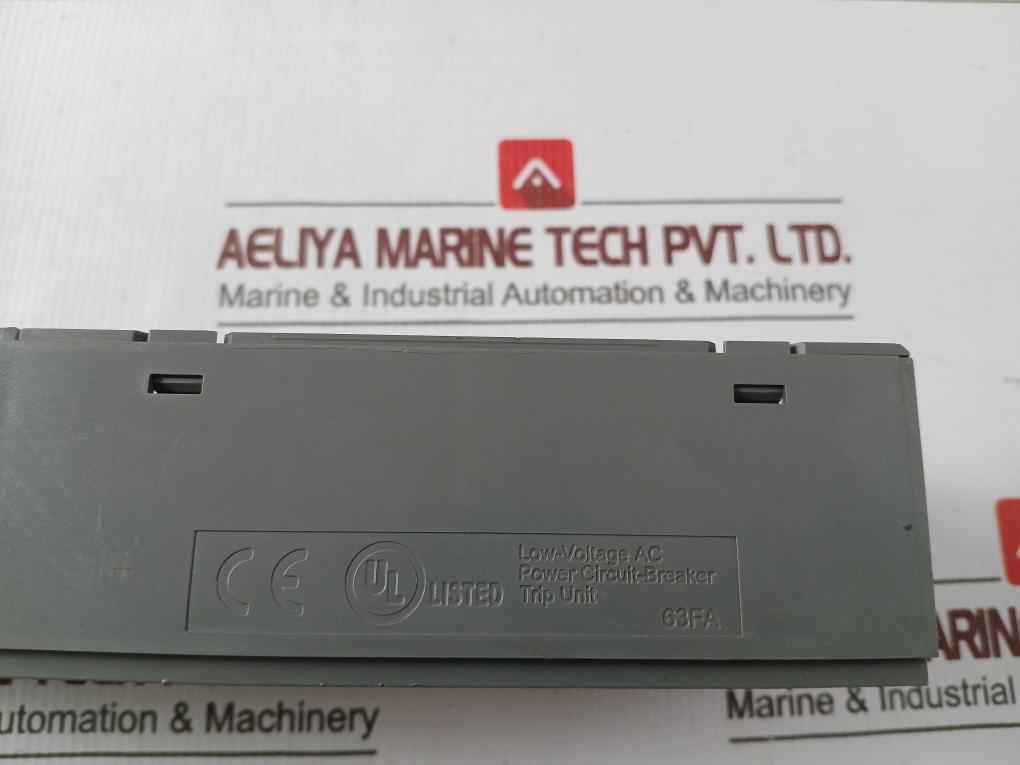 AELIYA MARINE TECH PVT. LTD.
Marine & Industrial Automation & Machinery
CE
UL LISTED
Low-Voltage AC
Power Circuit-Breaker
Trip Unit
63FA
ARIN
utomation & Machinery
Marine & Industrial